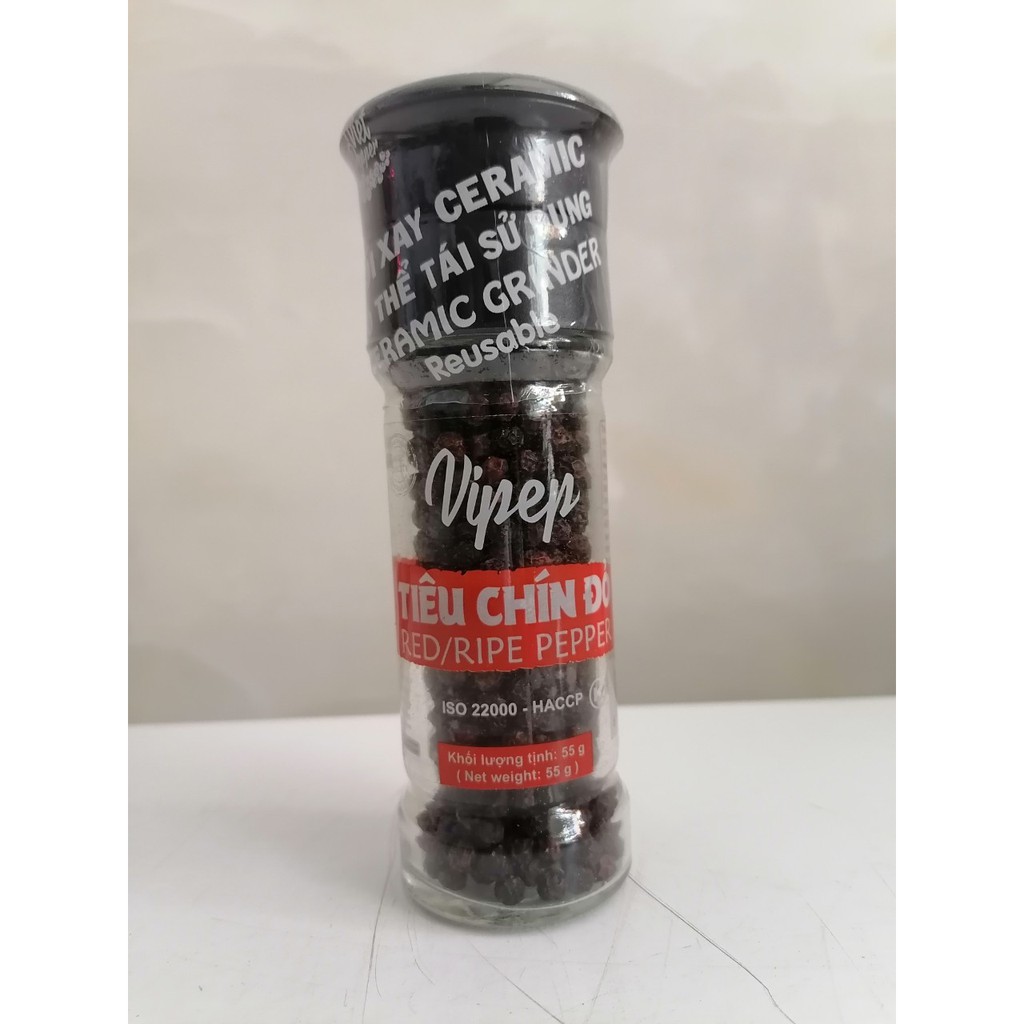 XAY CERAMIC
THỂ TÁI SỬ DỤNG
CERAMIC GRINDER
Reusable
Vipep
TIÊU CHÍN ĐỎ
RED/RIPE PEPPER
ISO 22000 - HACCP
Khối lượng tịnh: 55 g
( Net weight: 55 g )